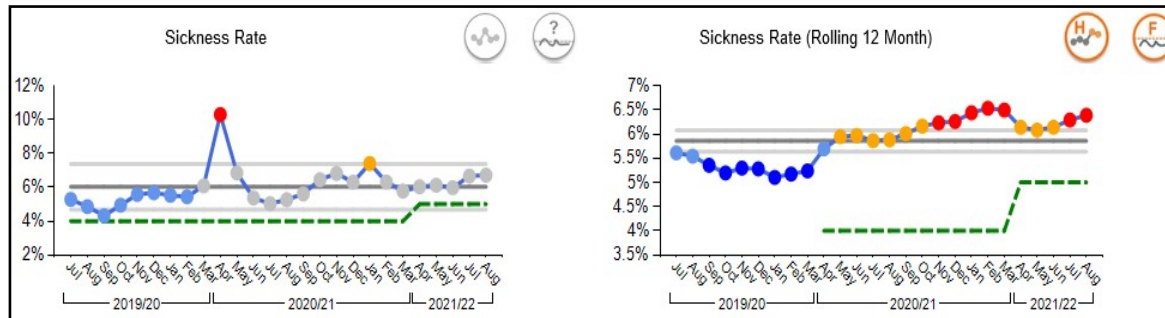 Sickness Rate
?
12%
10%
8%
6%
4%
2%
Jul Aug Sep Oct Nov Dec Jan Feb Mar Apr May Jun Jul Aug Sep Oct Nov Dec Jan Feb Mar Apr May Jun Jul Aug
2019/20 2020/21 2021/22
Sickness Rate (Rolling 12 Month)
H
F
7%
6.5%
6%
5.5%
5%
4.5%
4%
3.5%
Jul Aug Sep Oct Nov Dec Jan Feb Mar Apr May Jun Jul Aug Sep Oct Nov Dec Jan Feb Mar Apr May Jun Jul Aug
2019/20 2020/21 2021/22